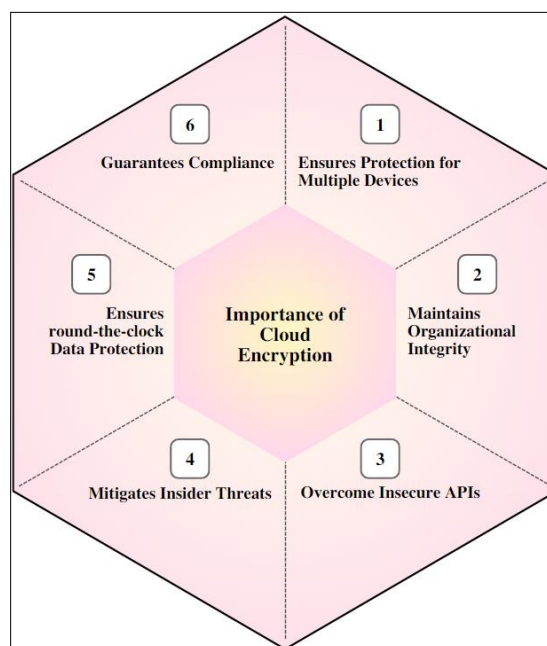 6
Guarantees Compliance
1
Ensures Protection for
Multiple Devices
5
Ensures
round-the-clock
Data Protection
Importance of
Cloud
Encryption
2
Maintains
Organizational
Integrity
4
Mitigates Insider Threats
3
Overcome Insecure APIs